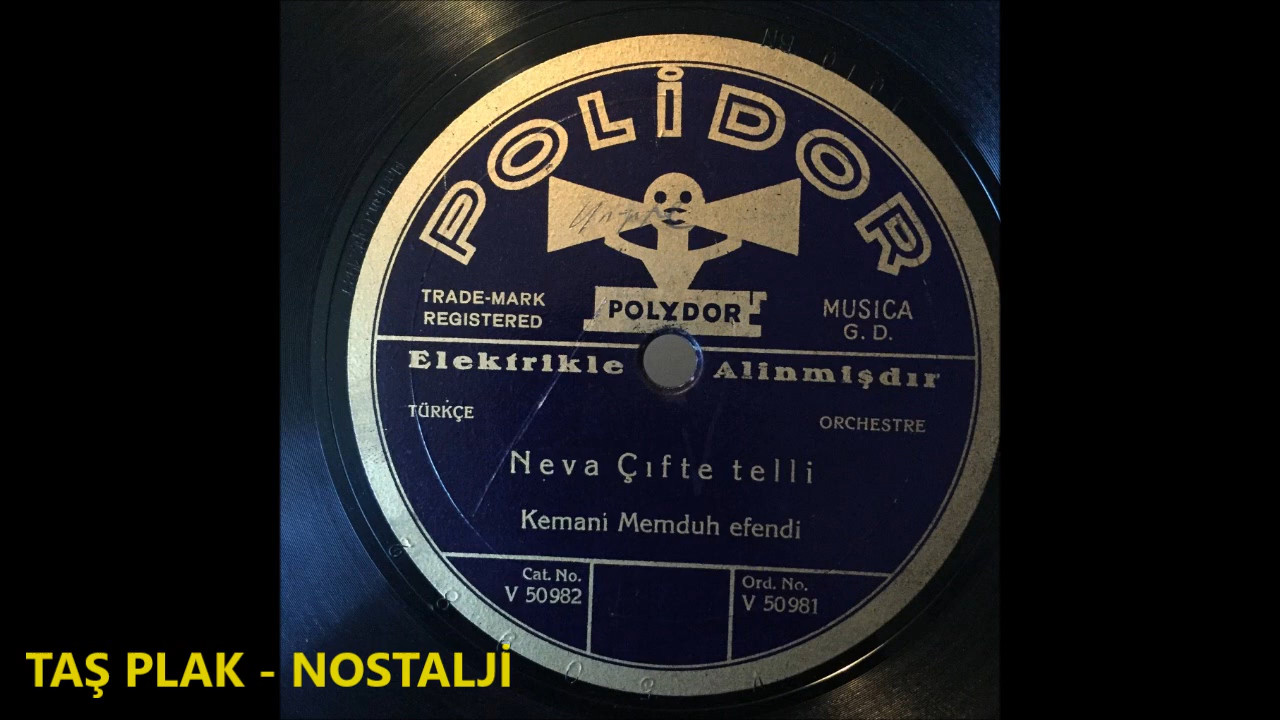 POLİDOR
POLYDOR
TRADE-MARK
REGISTERED
MUSICA
G. D.
Elektrikle Alinmişdır
TÜRKÇE
ORCHESTRE
Neva Çıfte telli
Kemani Memduh efendi
Cat. No.
V 50982
Ord. No.
V 50981
TAŞ PLAK - NOSTALJİ